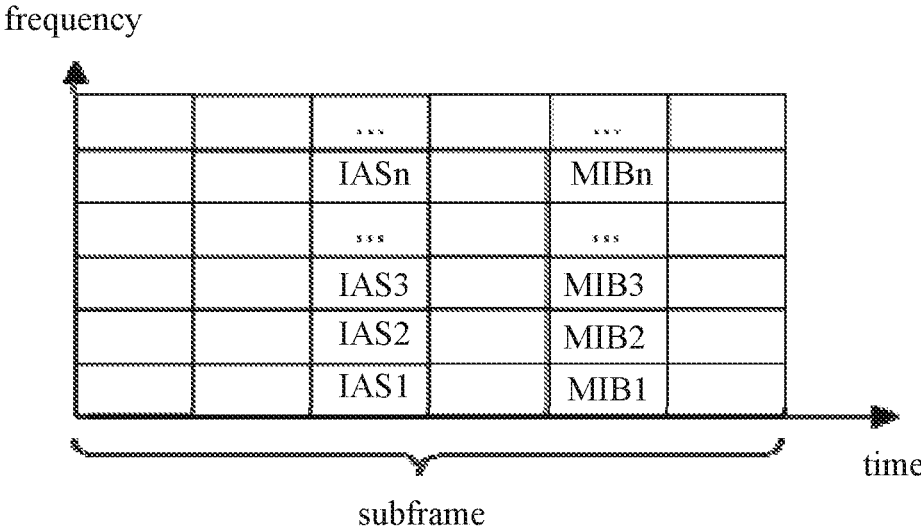 frequency
... ...
IASn MIBn
... ...
IAS3 MIB3
IAS2 MIB2
IAS1 MIB1
time
subframe